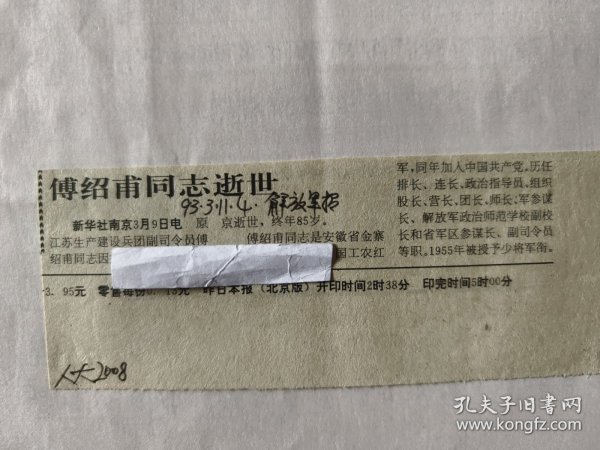 傅绍甫同志逝世
93·3·11·4· 解放军报
新华社南京3月9日电 原
江苏生产建设兵团副司令员傅
绍甫同志因
京逝世，终年85岁。
傅绍甫同志是安徽省金寨
国工农红
军，同年加入中国共产党。历任
排长、连长、政治指导员、组织
股长、营长、团长、师长；军参谋
长、解放军政治师范学校副校
长和省军区参谋长、副司令员
等职。1955年被授予少将军衔。
3. 95元 零售每份0. 15元 昨日本报（北京版）开印时间2时38分 印完时间5时00分
人大2008
孔夫子旧书网
www.kongfz.com